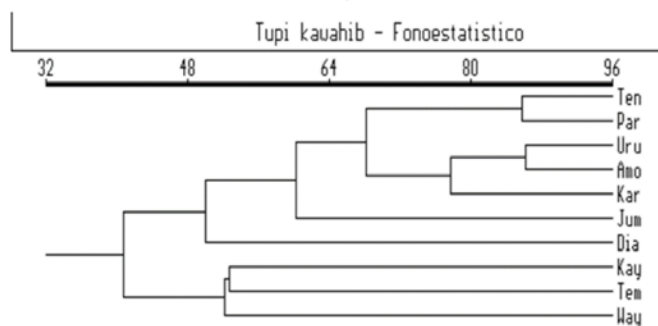 Tupi kauahib - Fonoestatistico
32 48 64 80 96
Ten
Par
Uru
Amo
Kar
Jum
Dia
Kay
Tem
Way